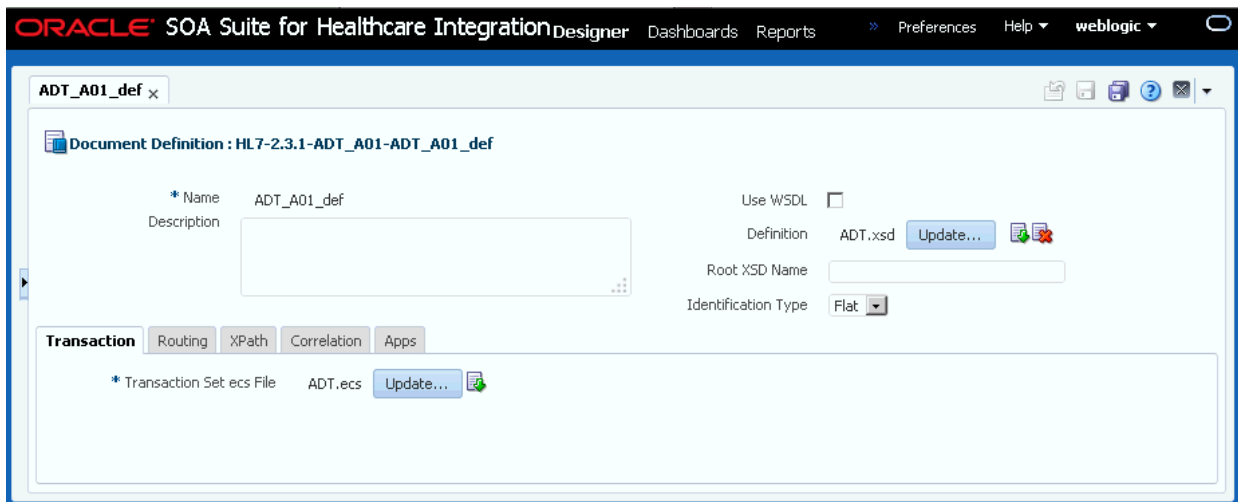 ORACLE® SOA Suite for Healthcare Integration Designer Dashboards Reports » Preferences Help weblogic
ADT_A01_def x
Document Definition : HL7-2.3.1-ADT_A01-ADT_A01_def
* Name ADT_A01_def
Description
Use WSDL
Definition ADT.xsd Update...
Root XSD Name
Identification Type Flat
Transaction Routing XPath Correlation Apps
* Transaction Set ecs File ADT.ecs Update...